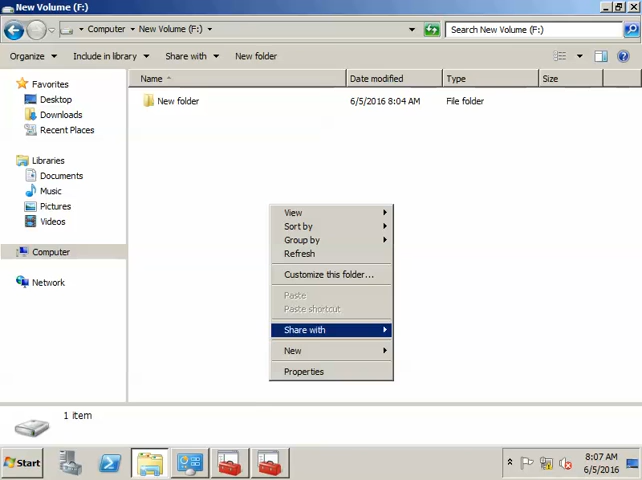 New Volume (F:)
Computer New Volume (F:)
Search New Volume (F:)
Organize Include in library Share with New folder
Name Date modified Type Size
New folder 6/5/2016 8:04 AM File folder
Favorites
Desktop
Downloads
Recent Places
Libraries
Documents
Music
Pictures
Videos
Computer
Network
View
Sort by
Group by
Refresh
Customize this folder...
Paste
Paste shortcut
Share with
New
Properties
1 item
Start
8:07 AM
6/5/2016